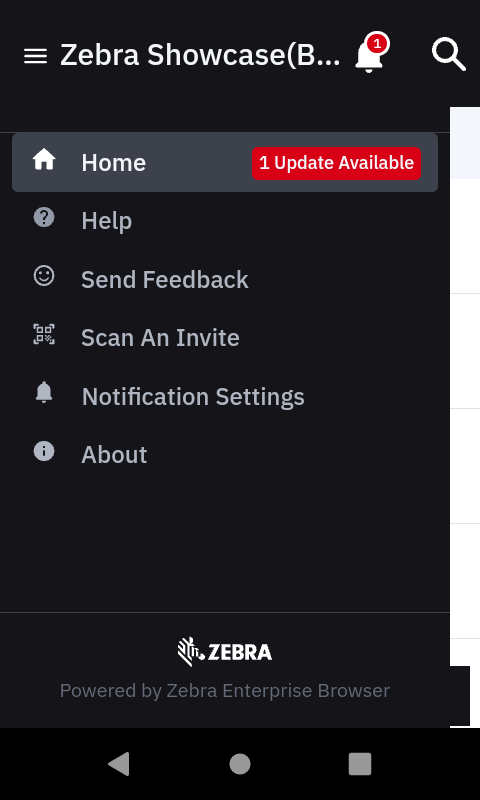 Zebra Showcase(B...
1
Home
1 Update Available
Help
Send Feedback
Scan An Invite
Notification Settings
About
ZEBRA
Powered by Zebra Enterprise Browser